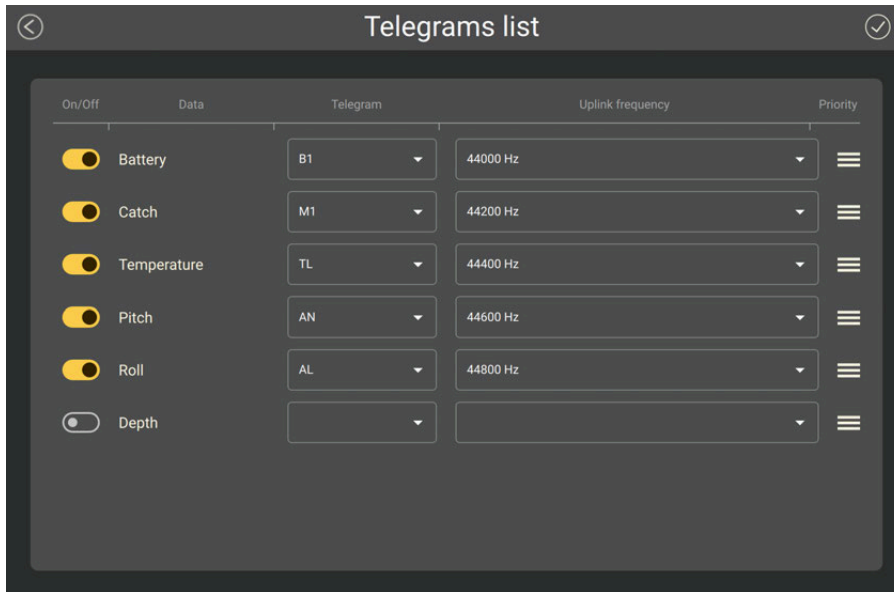 Telegrams list
On/Off Data Telegram Uplink frequency Priority
Battery B1 44000 Hz
Catch M1 44200 Hz
Temperature TL 44400 Hz
Pitch AN 44600 Hz
Roll AL 44800 Hz
Depth